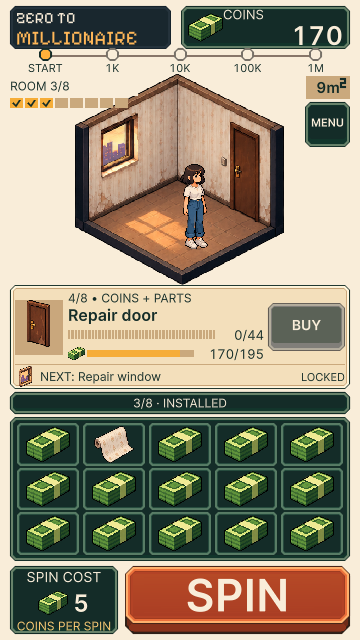 ZERO TO
MILLIONAIRE
COINS
170
START 1K 10K 100K 1M
ROOM 3/8
9m²
MENU
4/8 • COINS + PARTS
Repair door
0/44
170/195
BUY
NEXT: Repair window
LOCKED
3/8 · INSTALLED
SPIN COST
5
COINS PER SPIN
SPIN